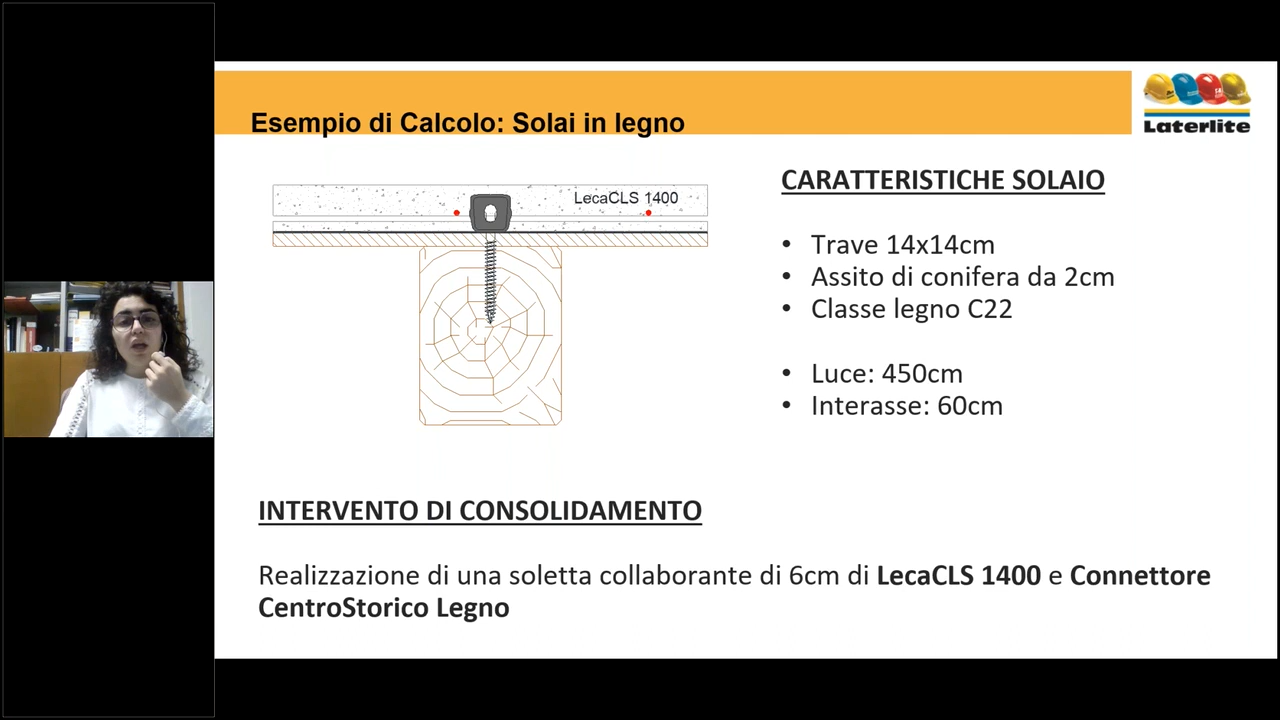 Esempio di Calcolo: Solai in legno
Laterlite
LecaCLS 1400
CARATTERISTICHE SOLAIO
• Trave 14x14cm
• Assito di conifera da 2cm
• Classe legno C22
• Luce: 450cm
• Interasse: 60cm
INTERVENTO DI CONSOLIDAMENTO
Realizzazione di una soletta collaborante di 6cm di LecaCLS 1400 e Connettore
CentroStorico Legno